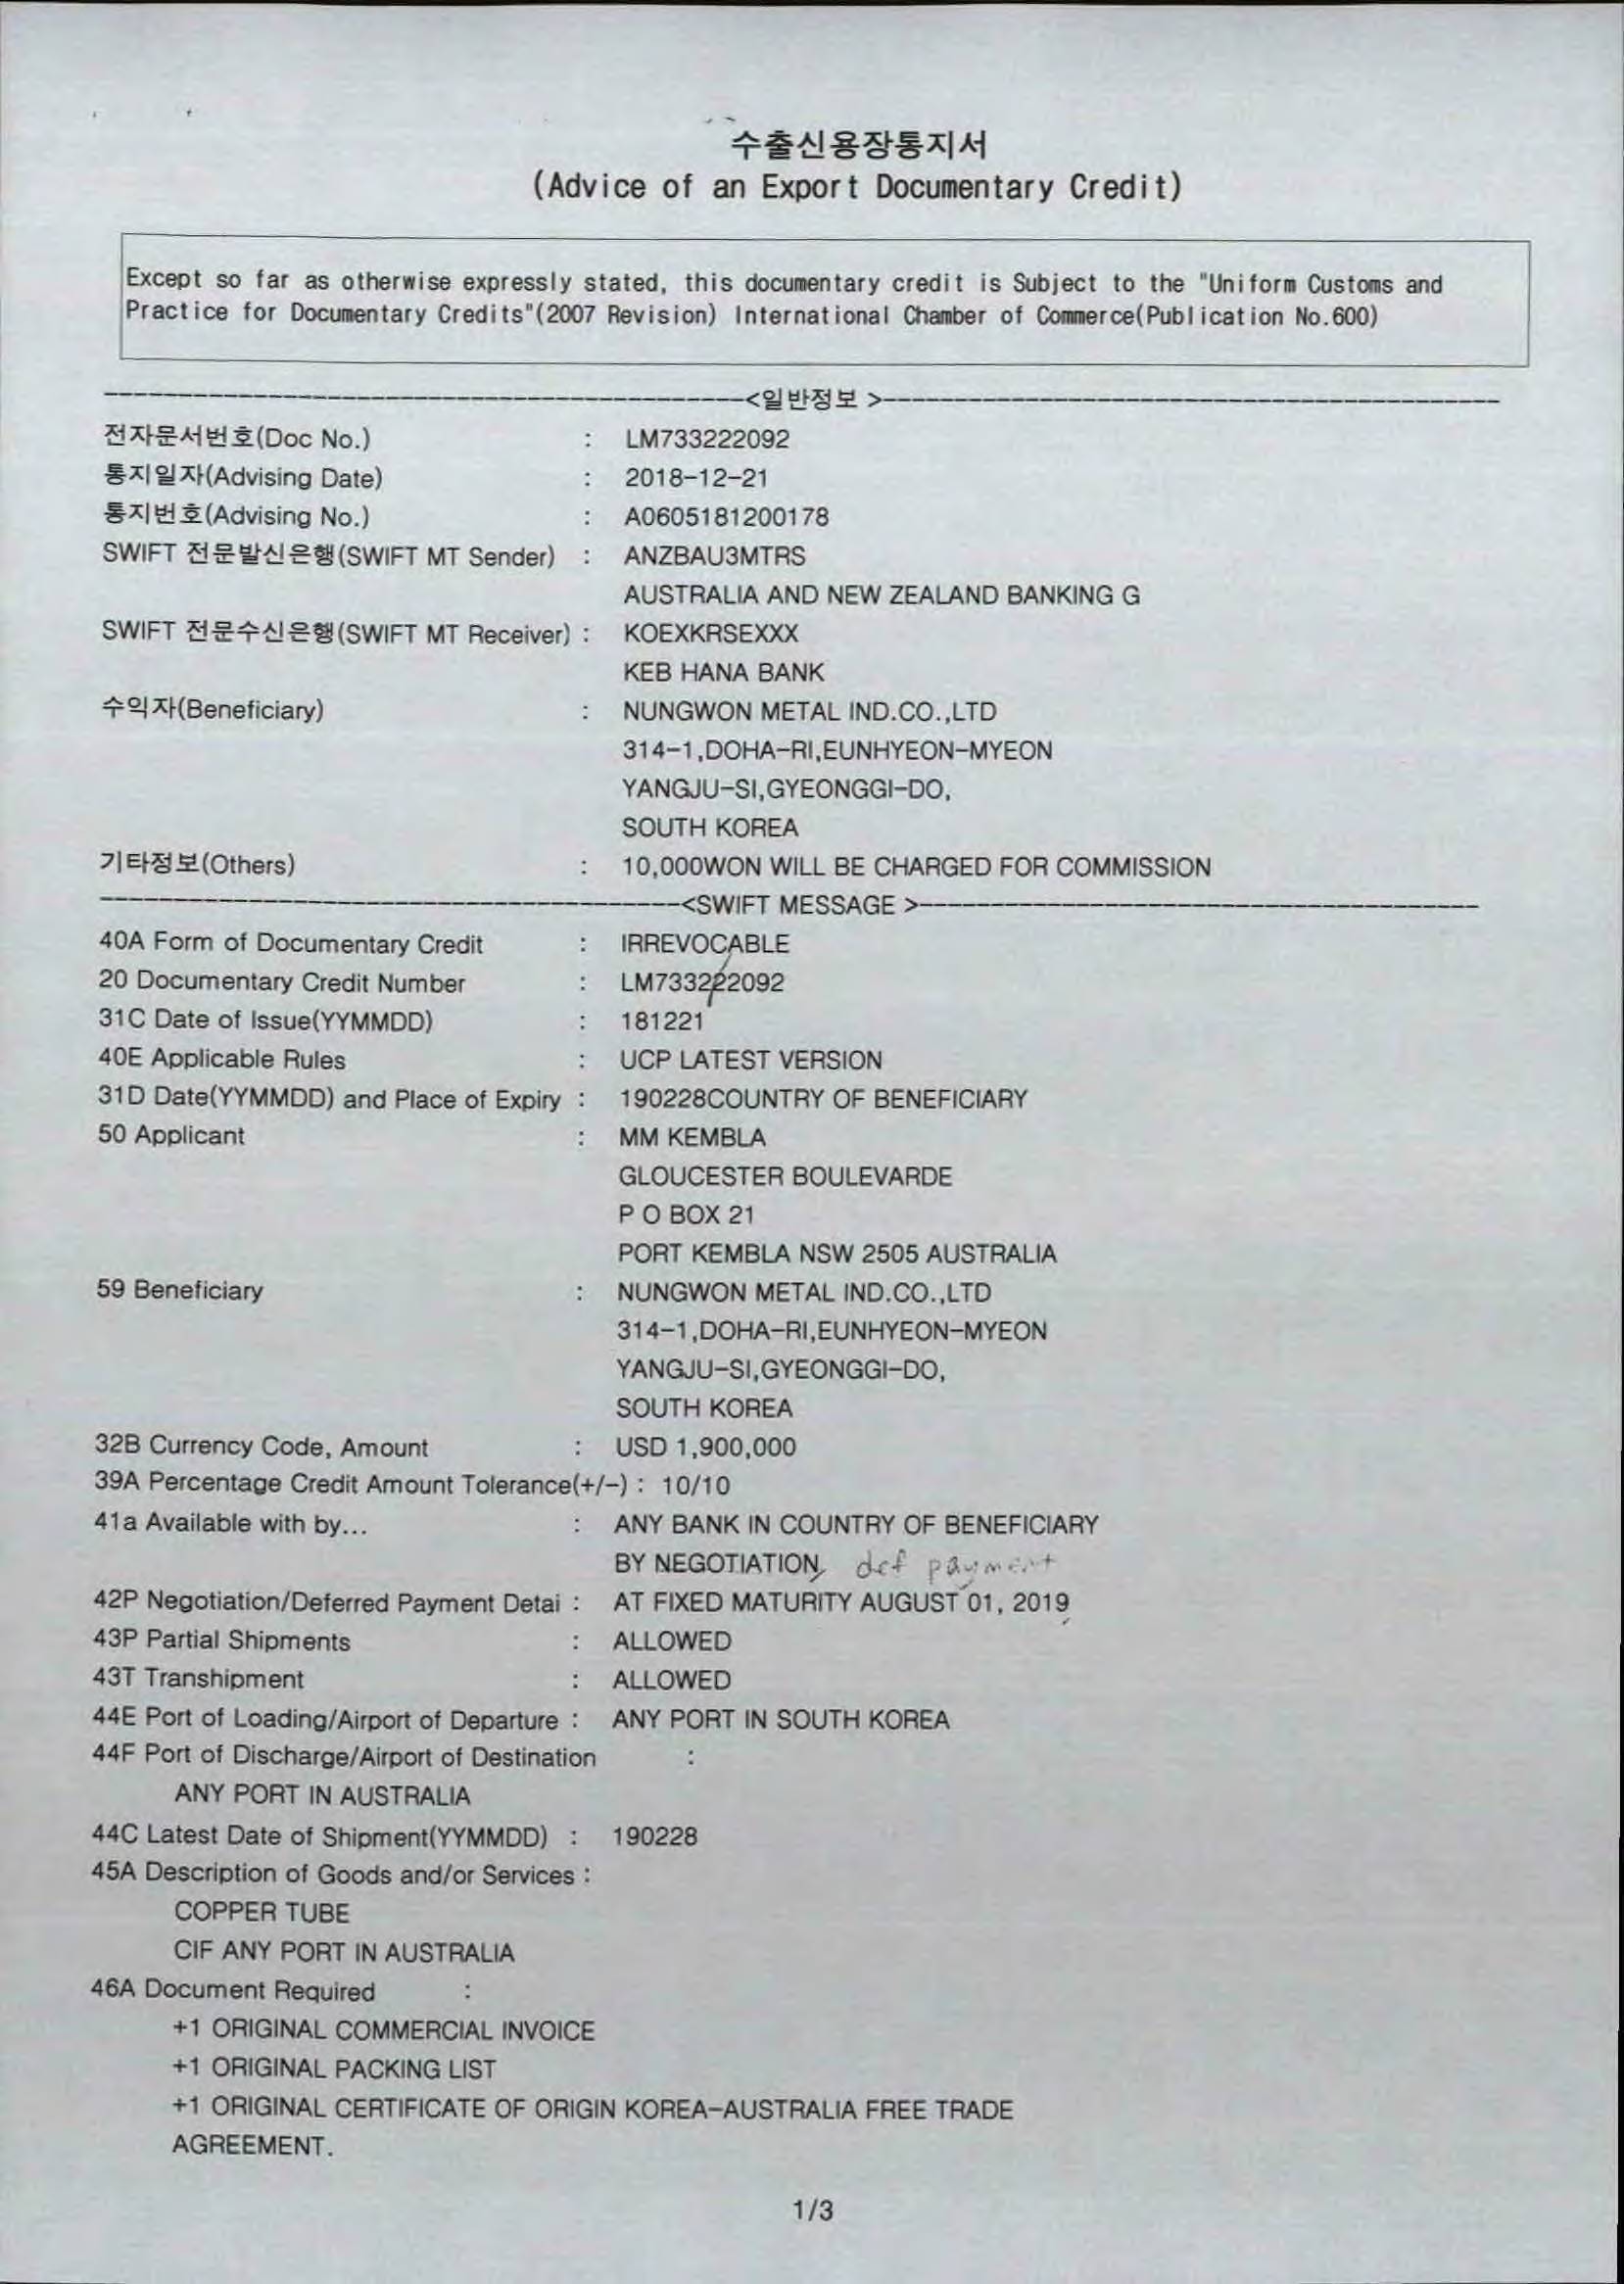 수출신용장통지서
(Advice of an Export Documentary Credit)
Except so far as otherwise expressly stated, this documentary credit is Subject to the "Uniform Customs and
Practice for Documentary Credits"(2007 Revision) International Chamber of Commerce(Publication No.600)
<일반정보 >
전자문서번호(Doc No.) : LM733222092
통지일자(Advising Date) : 2018-12-21
통지번호(Advising No.) : A0605181200178
SWIFT 전문발신은행(SWIFT MT Sender) : ANZBAU3MTRS
AUSTRALIA AND NEW ZEALAND BANKING G
SWIFT 전문수신은행(SWIFT MT Receiver) : KOEXKRSEXXX
KEB HANA BANK
수익자(Beneficiary) : NUNGWON METAL IND.CO.,LTD
314-1,DOHA-RI,EUNHYEON-MYEON
YANGJU-SI,GYEONGGI-DO,
SOUTH KOREA
기타정보(Others) : 10,000WON WILL BE CHARGED FOR COMMISSION
<SWIFT MESSAGE >
40A Form of Documentary Credit : IRREVOCABLE
20 Documentary Credit Number : LM733222092
31C Date of Issue(YYMMDD) : 181221
40E Applicable Rules : UCP LATEST VERSION
31D Date(YYMMDD) and Place of Expiry : 190228COUNTRY OF BENEFICIARY
50 Applicant : MM KEMBLA
GLOUCESTER BOULEVARDE
P O BOX 21
PORT KEMBLA NSW 2505 AUSTRALIA
59 Beneficiary : NUNGWON METAL IND.CO.,LTD
314-1,DOHA-RI,EUNHYEON-MYEON
YANGJU-SI,GYEONGGI-DO,
SOUTH KOREA
32B Currency Code, Amount : USD 1,900,000
39A Percentage Credit Amount Tolerance(+/-) : 10/10
41a Available with by... : ANY BANK IN COUNTRY OF BENEFICIARY
BY NEGOTIATION, def payment
42P Negotiation/Deferred Payment Detai : AT FIXED MATURITY AUGUST 01, 2019
43P Partial Shipments : ALLOWED
43T Transhipment : ALLOWED
44E Port of Loading/Airport of Departure : ANY PORT IN SOUTH KOREA
44F Port of Discharge/Airport of Destination :
ANY PORT IN AUSTRALIA
44C Latest Date of Shipment(YYMMDD) : 190228
45A Description of Goods and/or Services :
COPPER TUBE
CIF ANY PORT IN AUSTRALIA
46A Document Required :
+1 ORIGINAL COMMERCIAL INVOICE
+1 ORIGINAL PACKING LIST
+1 ORIGINAL CERTIFICATE OF ORIGIN KOREA-AUSTRALIA FREE TRADE
AGREEMENT.
1/3